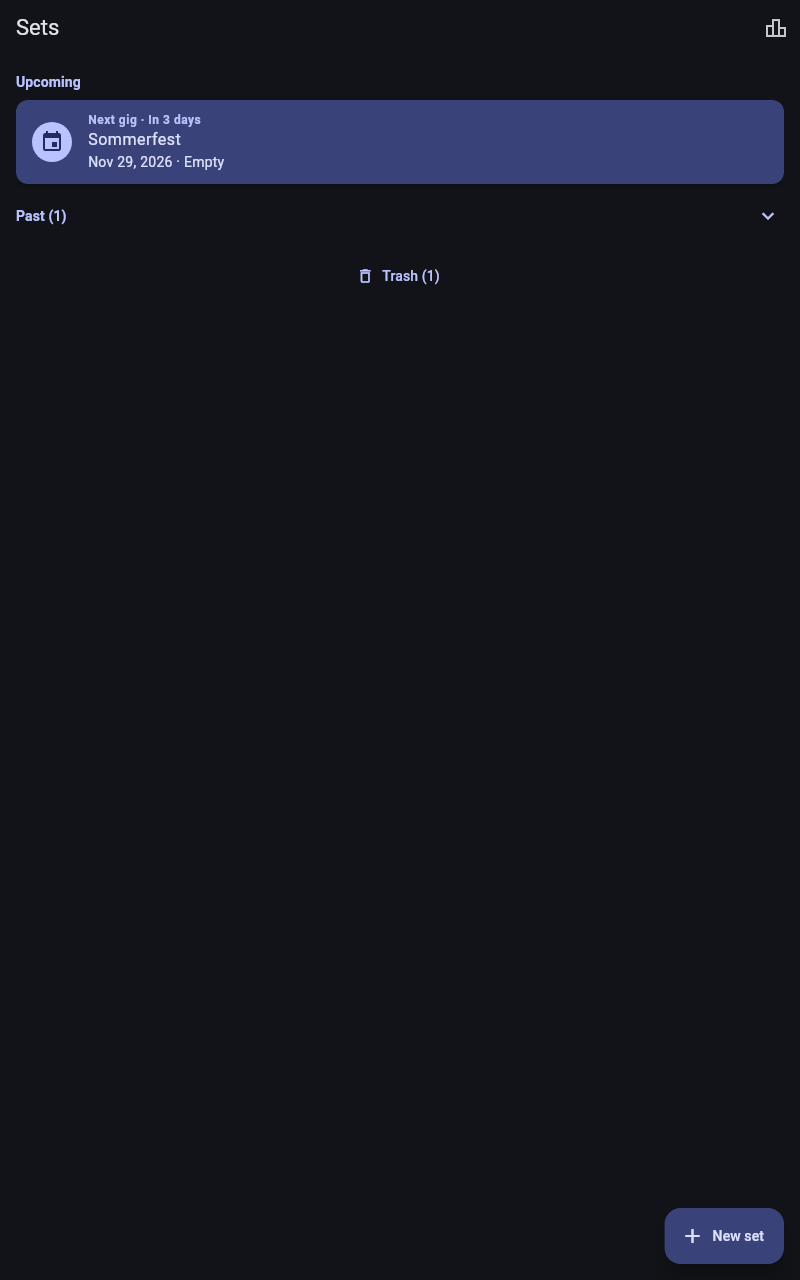 Sets
Upcoming
Next gig · In 3 days
Sommerfest
Nov 29, 2026 · Empty
Past (1)
Trash (1)
New set